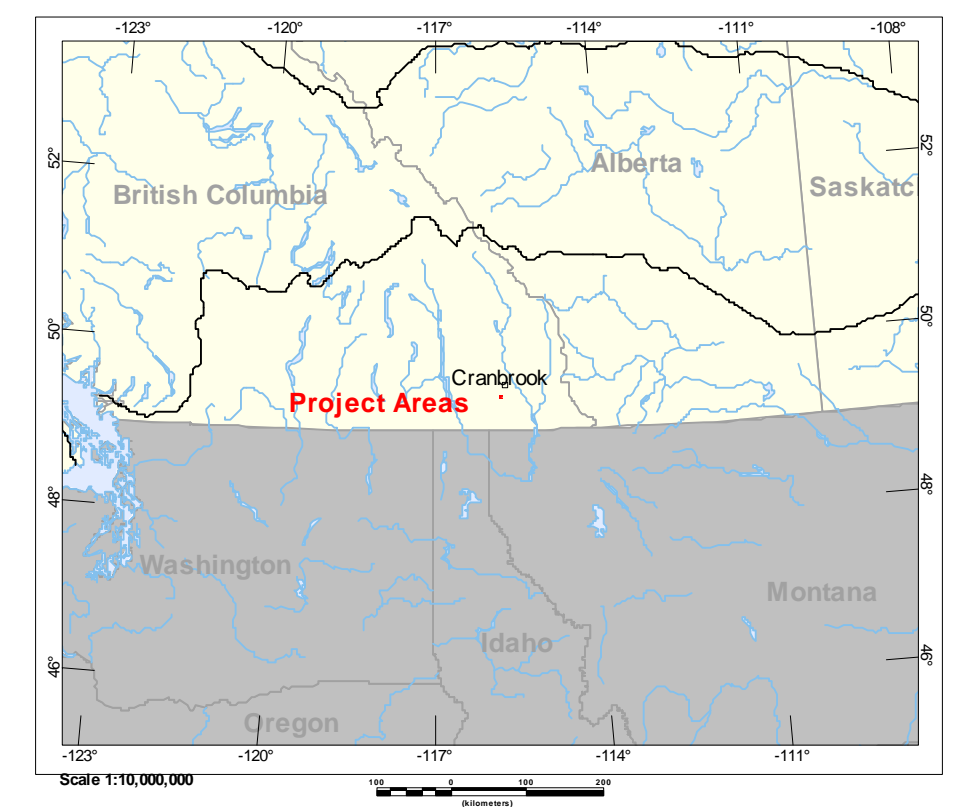 -123° -120° -117° -114° -111° -108°
52° 52°
Alberta
British Columbia
Saskatc
50° 50°
Cranbrook
Project Areas
48° 48°
Washington
Montana
Idaho
46° 46°
Oregon
-123° -120° -117° -114° -111°
Scale 1:10,000,000
100 0 100 200
(kilometers)